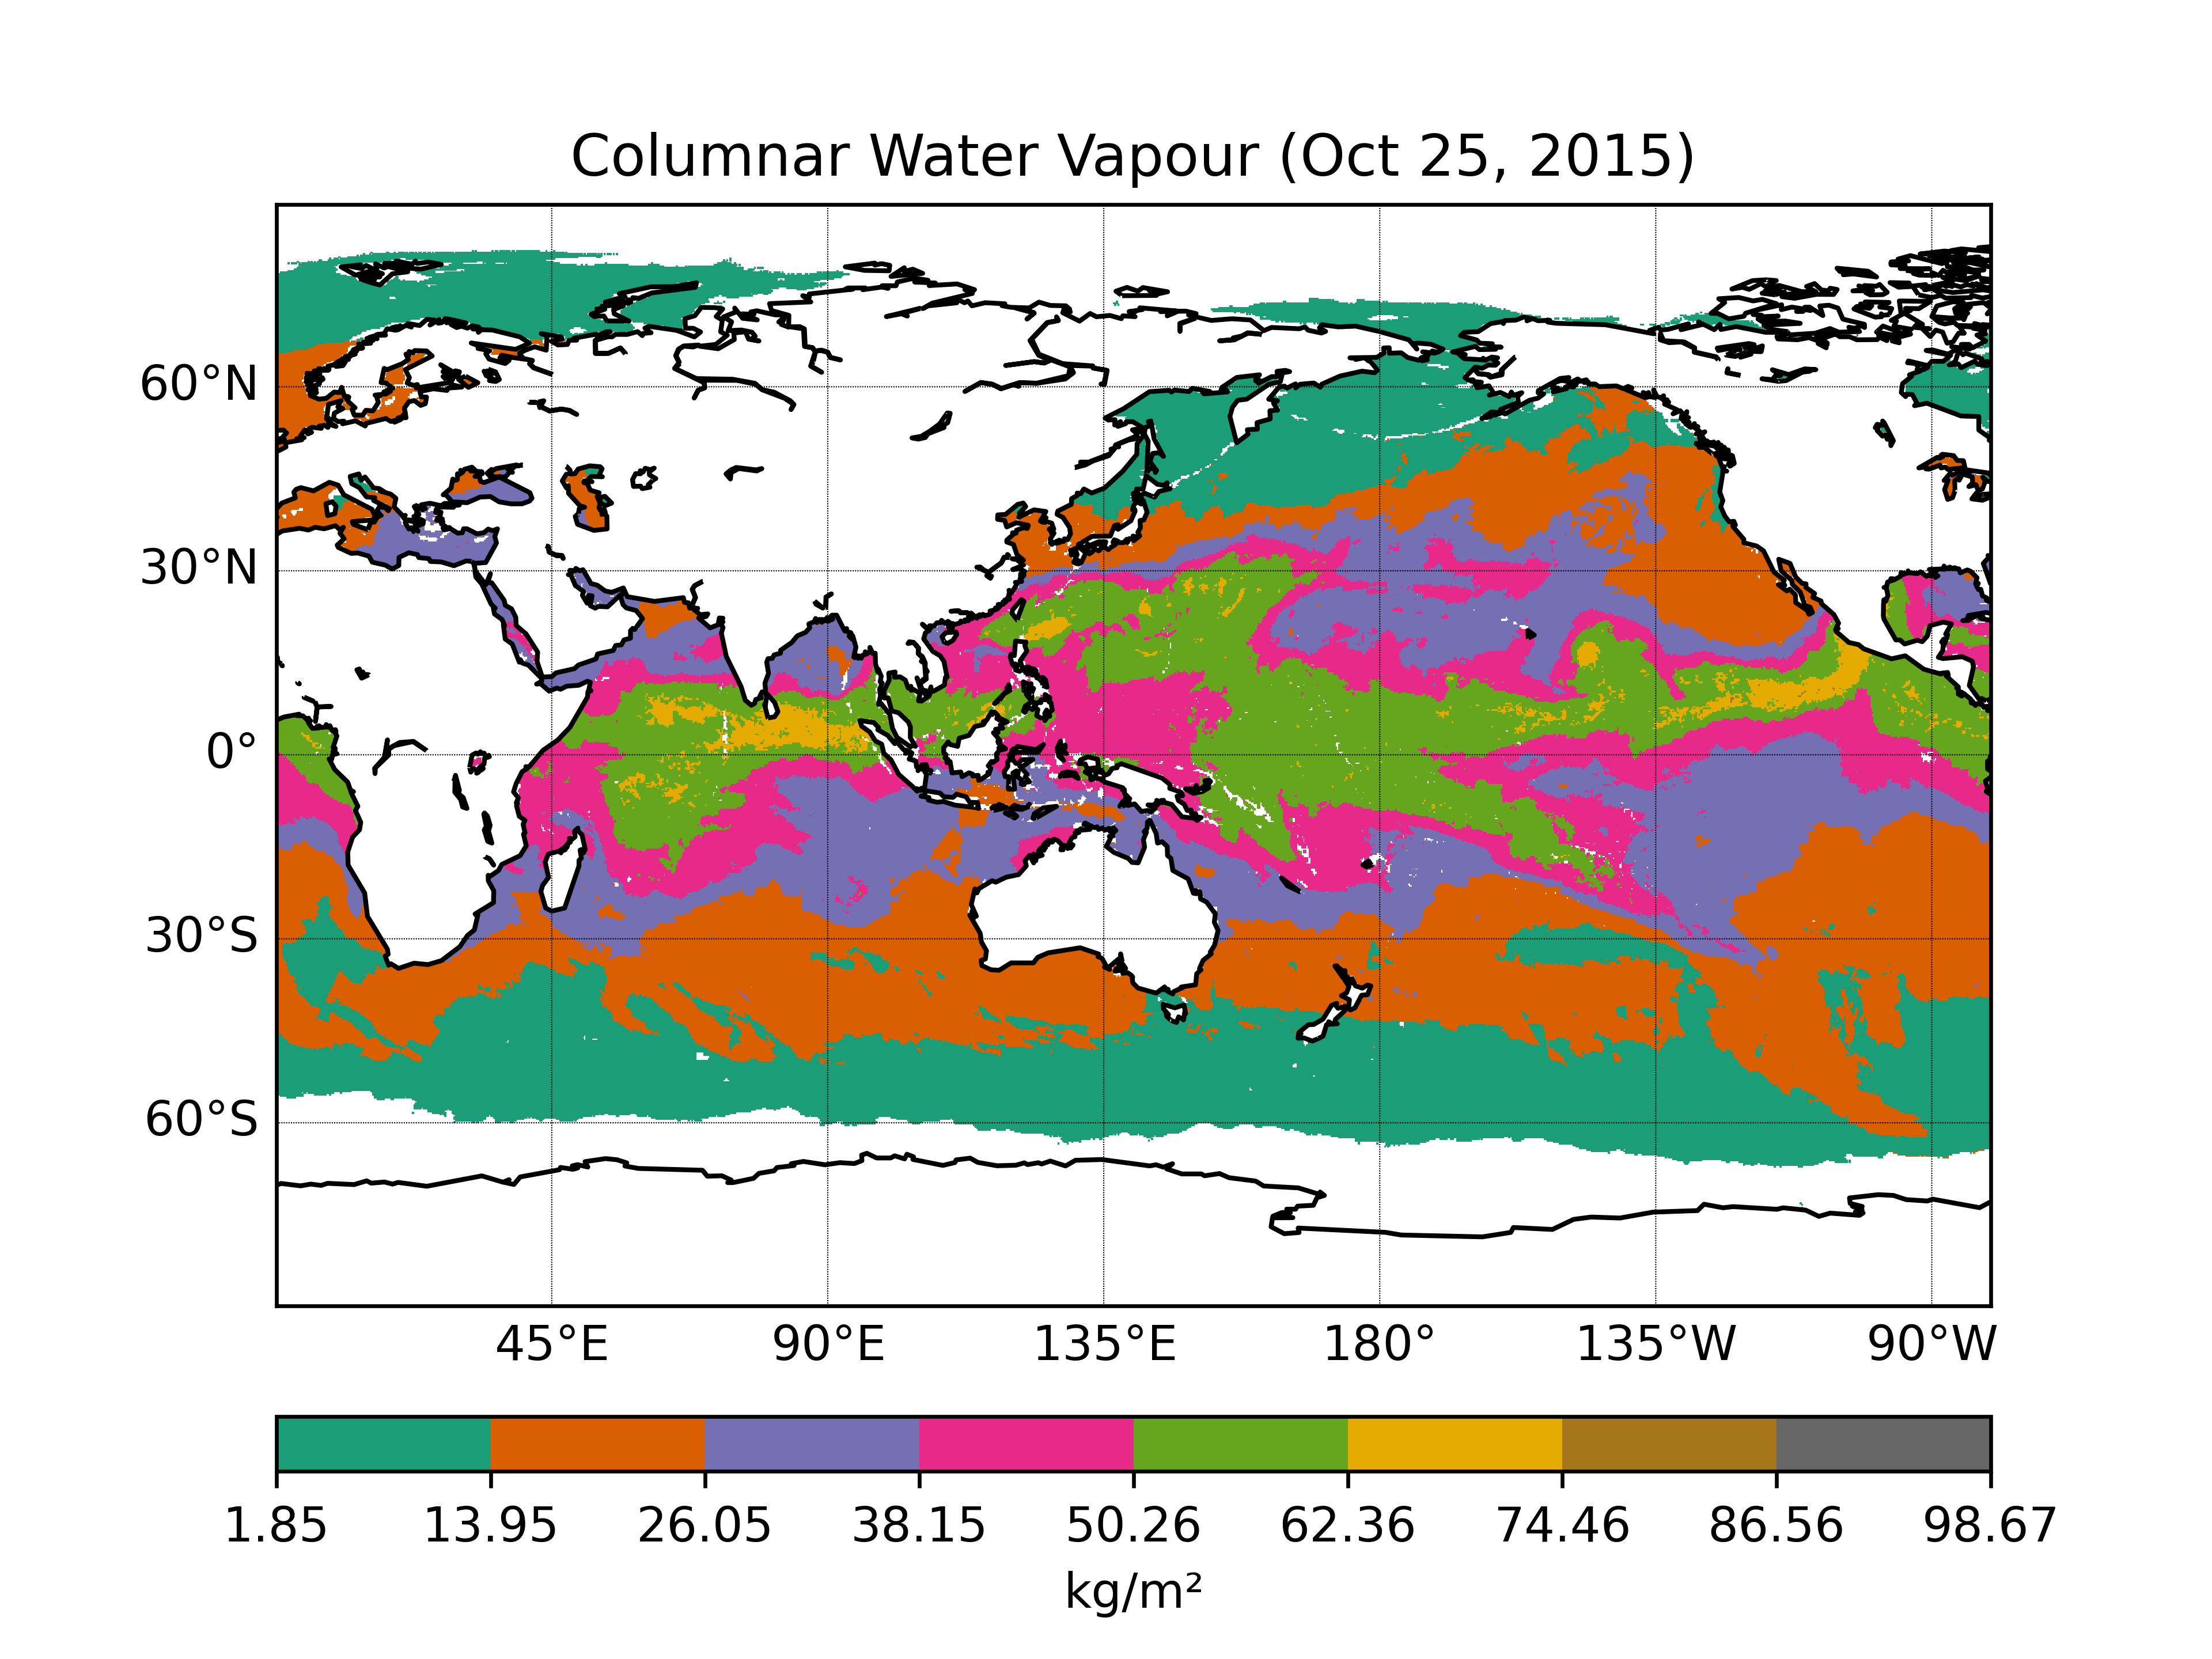 Columnar Water Vapour (Oct 25, 2015)
60°N
30°N
0°
30°S
60°S
45°E 90°E 135°E 180° 135°W 90°W
1.85 13.95 26.05 38.15 50.26 62.36 74.46 86.56 98.67
kg/m²